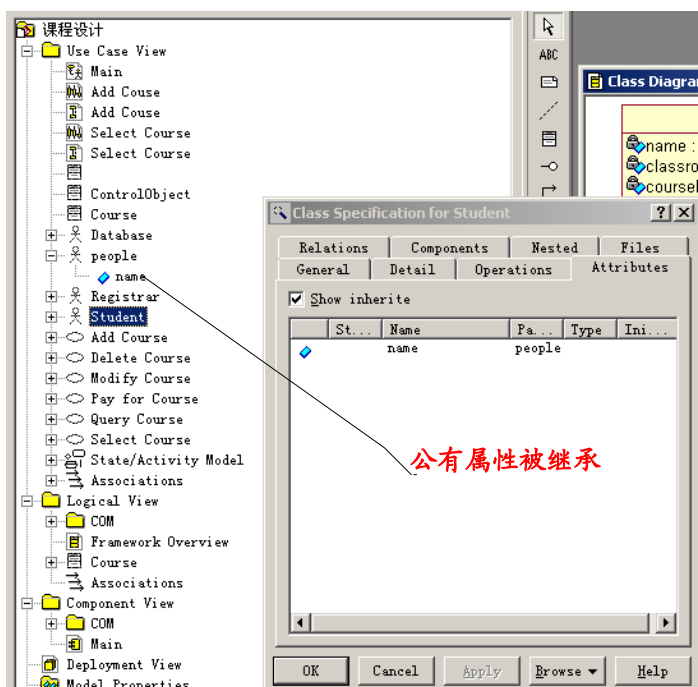 课程设计
Use Case View
Main
Add Couse
Add Couse
Select Course
Select Course
ControlObject
Course
Database
people
name
Registrar
Student
Add Course
Delete Course
Modify Course
Pay for Course
Query Course
Select Course
State/Activity Model
Associations
Logical View
COM
Framework Overview
Course
Associations
Component View
COM
Main
Deployment View
Model Properties
ABC
Class Diagra
name :
classro
coursel
Class Specification for Student
Relations Components Nested Files
General Detail Operations Attributes
Show inherite
St... Name Pa... Type Ini...
name people
公有属性被继承
OK Cancel Apply Browse Help